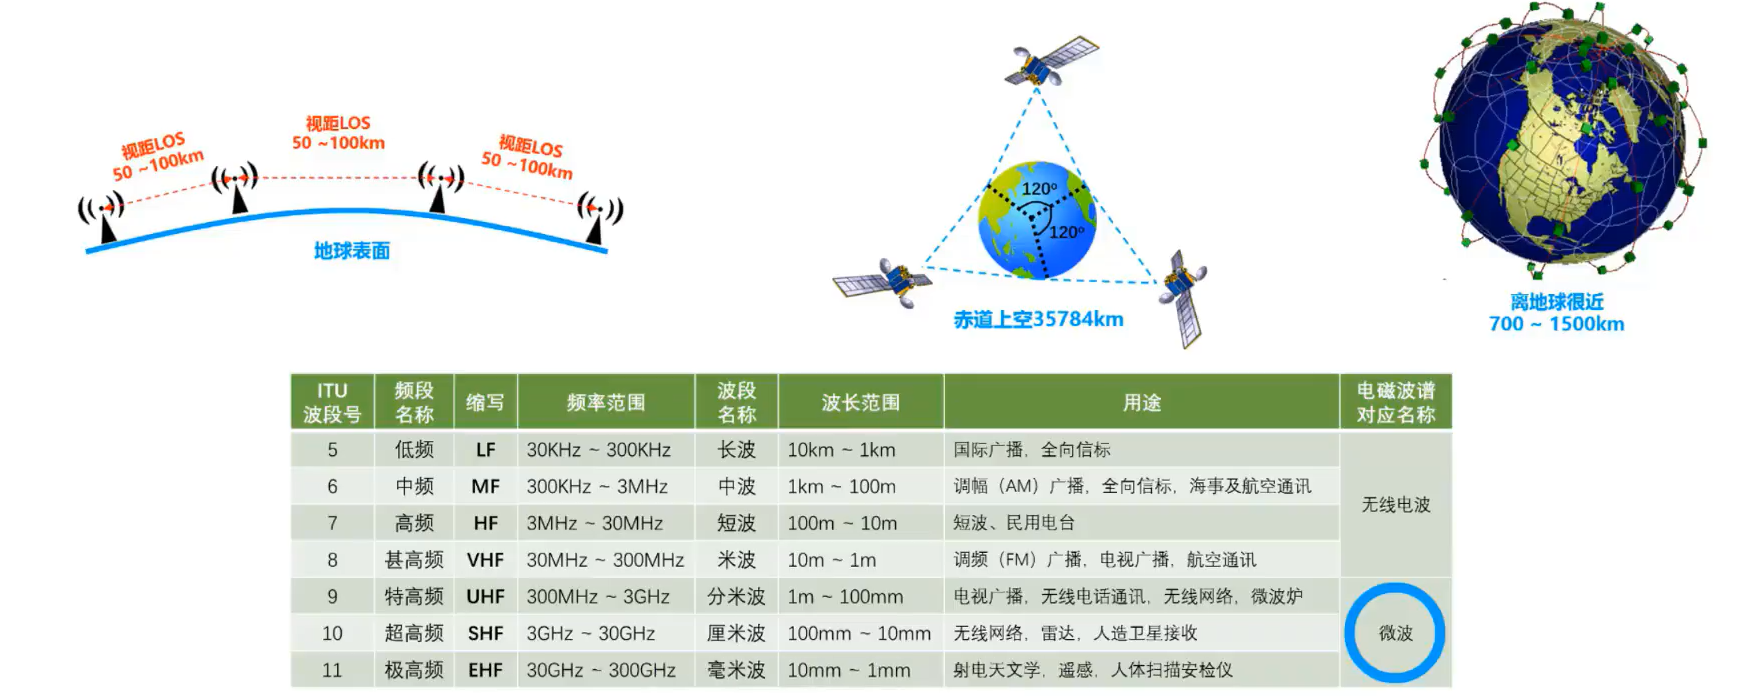 视距LOS
50 ~100km
视距LOS
50 ~100km
视距LOS
50 ~100km
地球表面
120°
120°
赤道上空35784km
离地球很近
700 ~ 1500km
ITU
波段号
频段
名称
缩写
频率范围
波段
名称
波长范围
用途
电磁波谱
对应名称
5 低频 LF 30KHz ~ 300KHz 长波 10km ~ 1km 国际广播，全向信标
6 中频 MF 300KHz ~ 3MHz 中波 1km ~ 100m 调幅（AM）广播，全向信标，海事及航空通讯
7 高频 HF 3MHz ~ 30MHz 短波 100m ~ 10m 短波、民用电台
8 甚高频 VHF 30MHz ~ 300MHz 米波 10m ~ 1m 调频（FM）广播，电视广播，航空通讯
无线电波
9 特高频 UHF 300MHz ~ 3GHz 分米波 1m ~ 100mm 电视广播，无线电话通讯，无线网络，微波炉
10 超高频 SHF 3GHz ~ 30GHz 厘米波 100mm ~ 10mm 无线网络，雷达，人造卫星接收
11 极高频 EHF 30GHz ~ 300GHz 毫米波 10mm ~ 1mm 射电天文学，遥感，人体扫描安检仪
微波